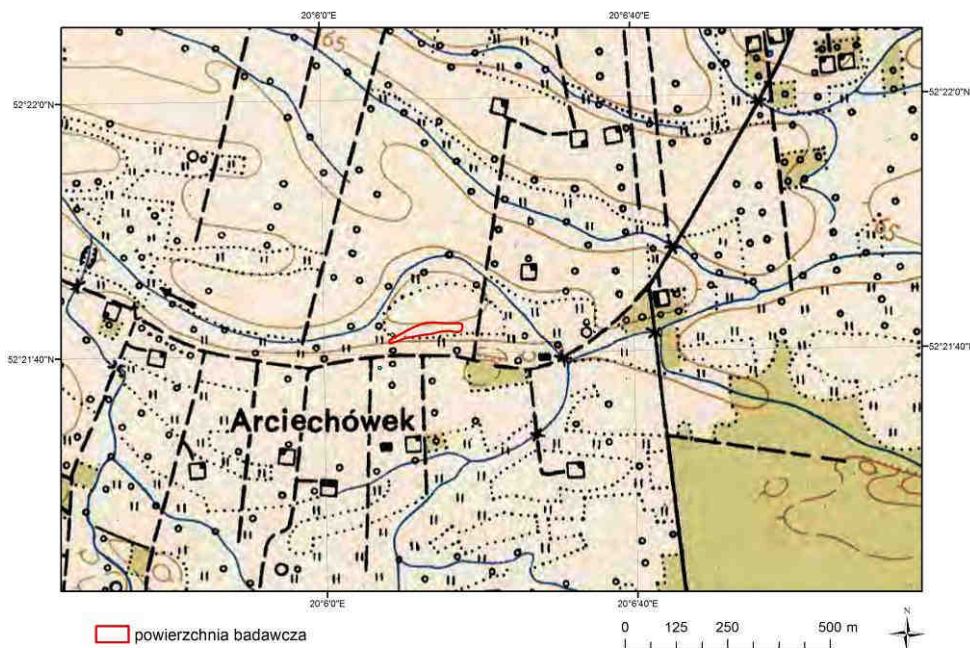 20°6'0"E 20°6'40"E
65
52°22'0"N 52°22'0"N
65
52°21'40"N 52°21'40"N
Arciechówek
20°6'0"E 20°6'40"E
powierzchnia badawcza
0 125 250 500 m
N